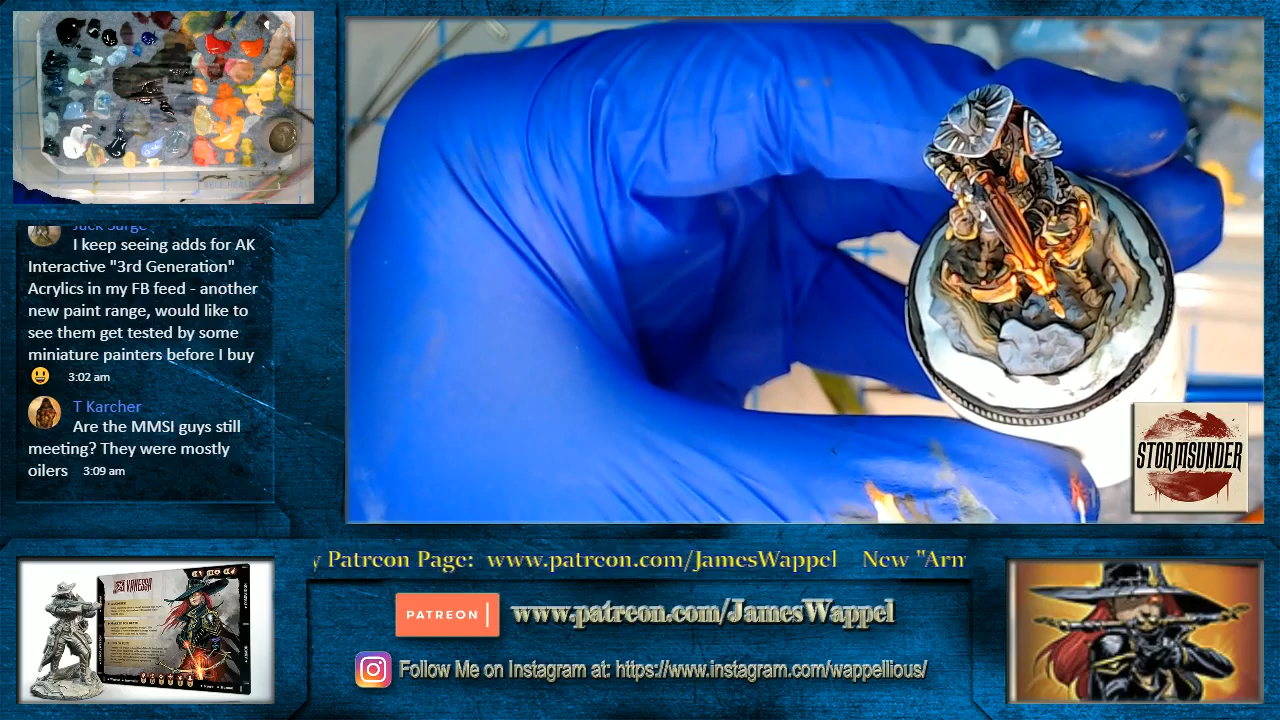 Jack Surge
I keep seeing adds for AK
Interactive "3rd Generation"
Acrylics in my FB feed - another
new paint range, would like to
see them get tested by some
miniature painters before I buy
3:02 am
T Karcher
Are the MMSI guys still
meeting? They were mostly
oilers 3:09 am
STORMSUNDER
VANESSA
y Patreon Page: www.patreon.com/JamesWappel New "Arm
PATREON www.patreon.com/JamesWappel
Follow Me on Instagram at: https://www.instagram.com/wappellious/